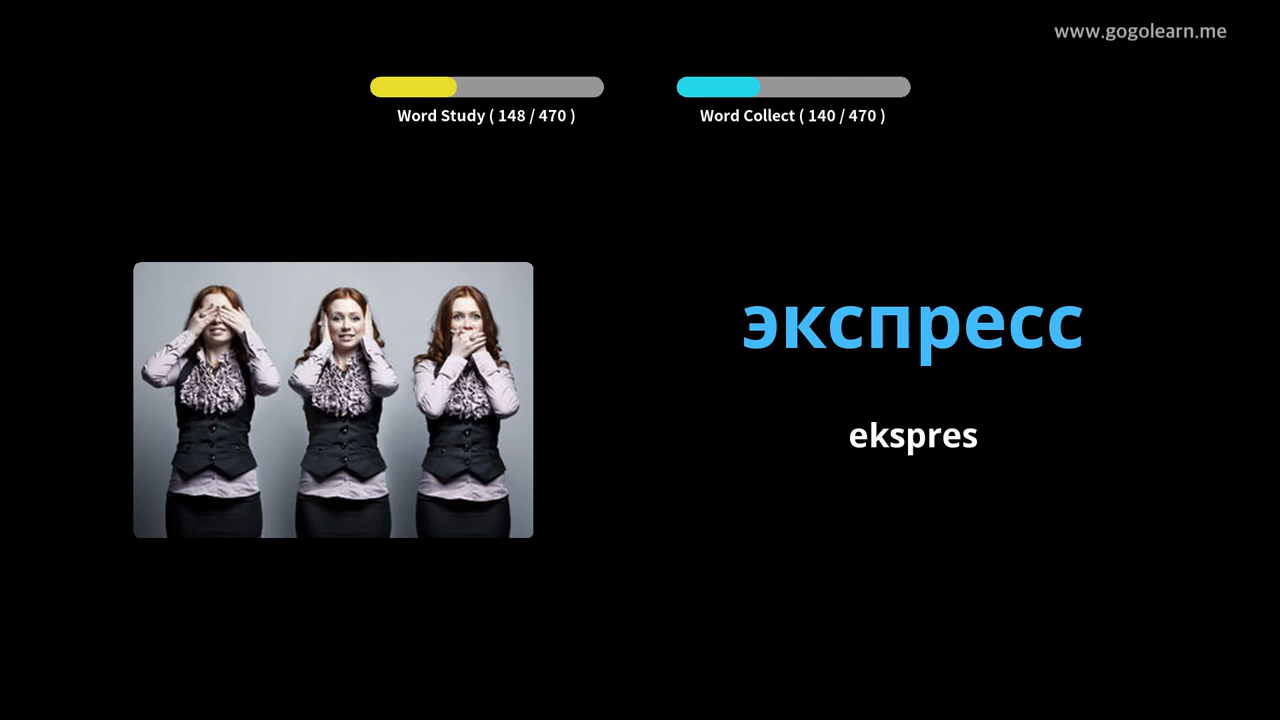 www.gogolearn.me
Word Study ( 148 / 470 )
Word Collect ( 140 / 470 )
экспресс
ekspres